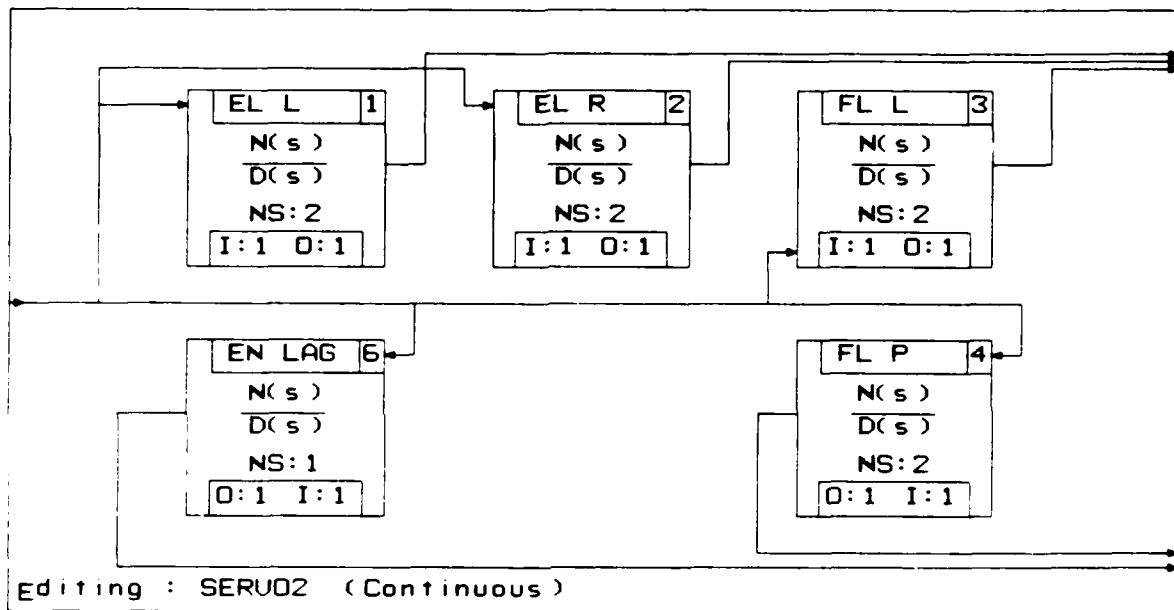 EL L 1
N(s)
D(s)
NS:2
I:1 O:1
EL R 2
N(s)
D(s)
NS:2
I:1 O:1
FL L 3
N(s)
D(s)
NS:2
I:1 O:1
EN LAG 6
N(s)
D(s)
NS:1
O:1 I:1
FL P 4
N(s)
D(s)
NS:2
O:1 I:1
Editing : SERVO2 (Continuous)